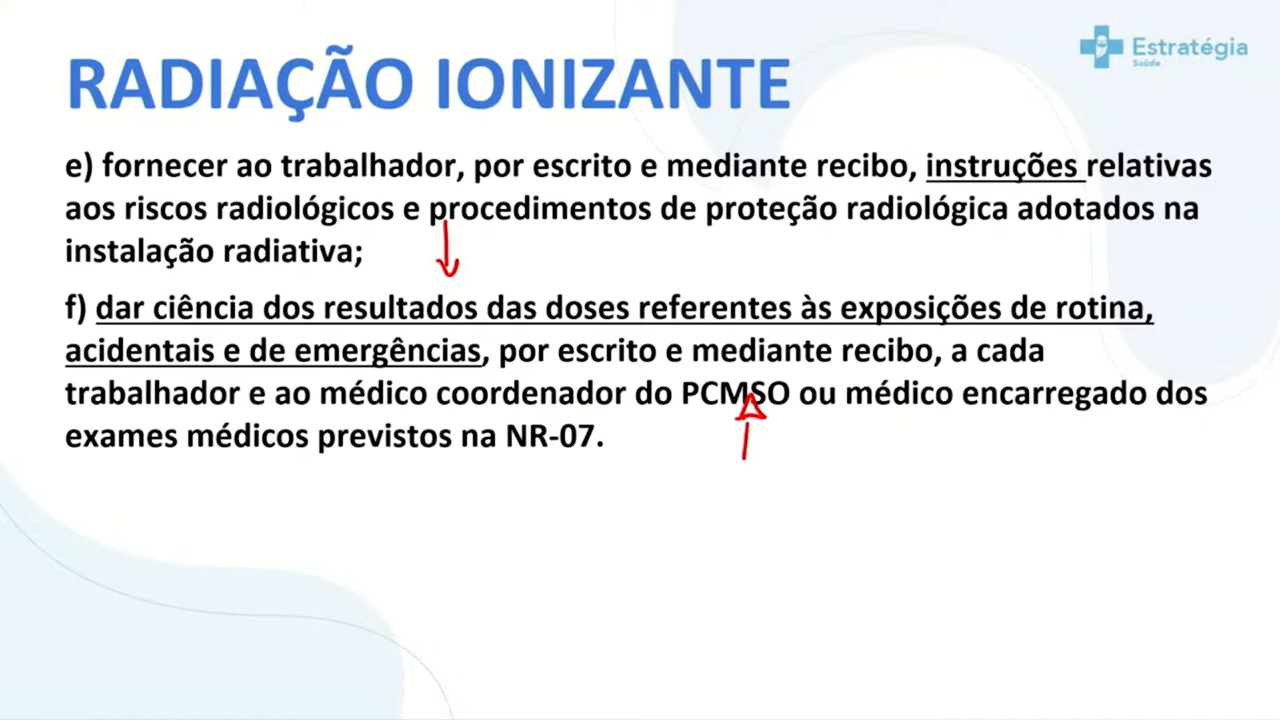 Estratégia
Saúde
RADIAÇÃO IONIZANTE
e) fornecer ao trabalhador, por escrito e mediante recibo, instruções relativas
aos riscos radiológicos e procedimentos de proteção radiológica adotados na
instalação radiativa;
f) dar ciência dos resultados das doses referentes às exposições de rotina,
acidentais e de emergências, por escrito e mediante recibo, a cada
trabalhador e ao médico coordenador do PCMSO ou médico encarregado dos
exames médicos previstos na NR-07.